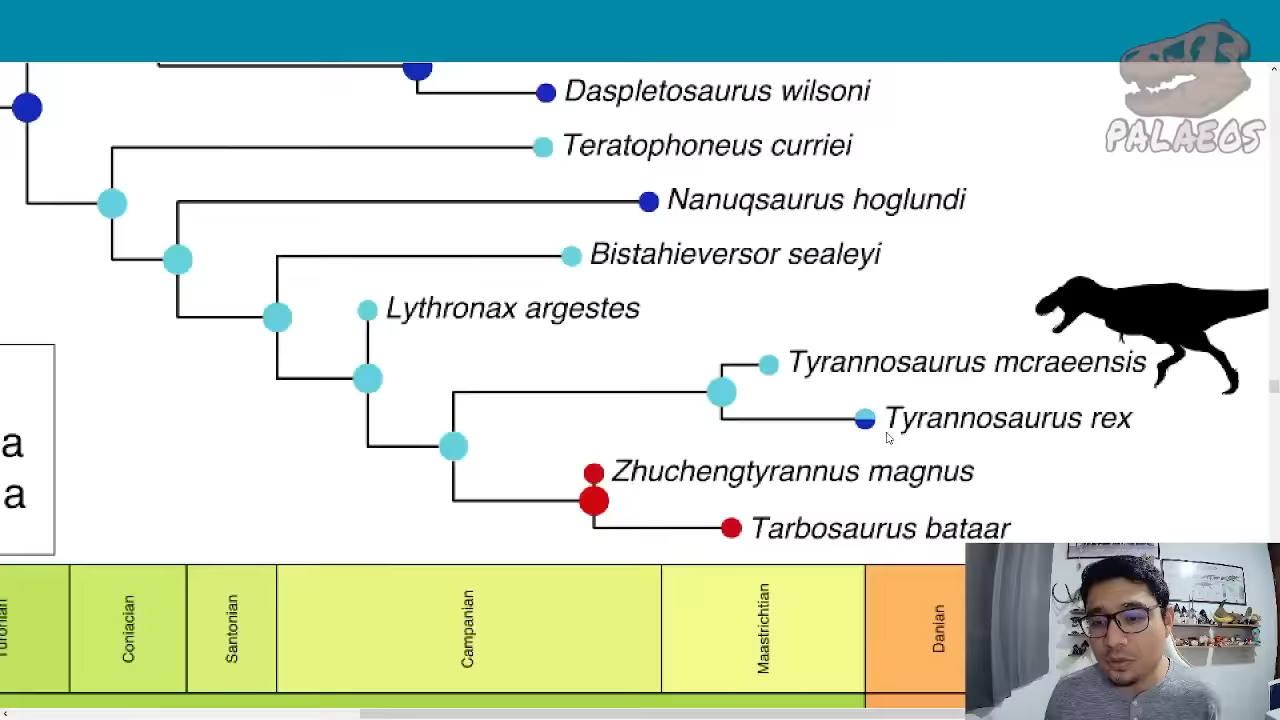 PALAEOS
Daspletosaurus wilsoni
Teratophoneus curriei
Nanuqsaurus hoglundi
Bistahieversor sealeyi
Lythronax argestes
Tyrannosaurus mcraeensis
Tyrannosaurus rex
Zhuchengtyrannus magnus
Tarbosaurus bataar
a
a
Coniacian
Santonian
Campanian
Maastrichtian
Danian